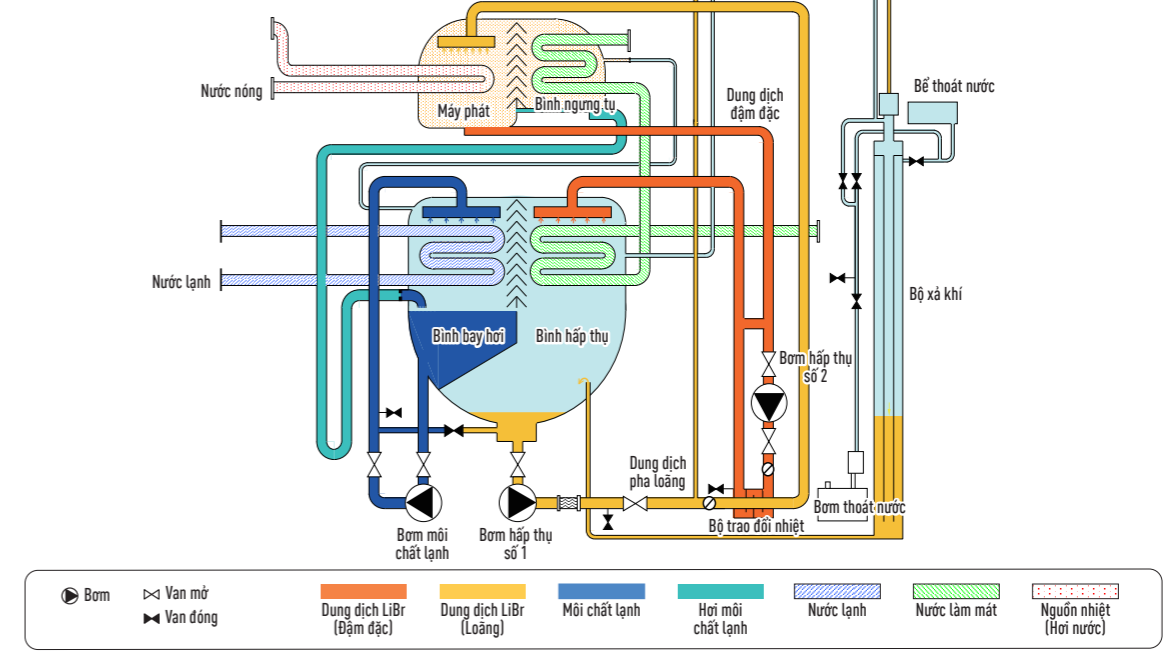 Nước nóng
Máy phát
Bình ngưng tụ
Dung dịch
đậm đặc
Bể thoát nước
Nước lạnh
Bình bay hơi
Bình hấp thụ
Bộ xả khí
Bơm hấp thụ
số 2
Dung dịch
pha loãng
Bơm môi
chất lạnh
Bơm hấp thụ
số 1
Bộ trao đổi nhiệt
Bơm thoát nước
Bơm
Van mở
Van đóng
Dung dịch LiBr
(Đậm đặc)
Dung dịch LiBr
(Loãng)
Môi chất lạnh
Hơi môi
chất lạnh
Nước lạnh
Nước làm mát
Nguồn nhiệt
(Hơi nước)